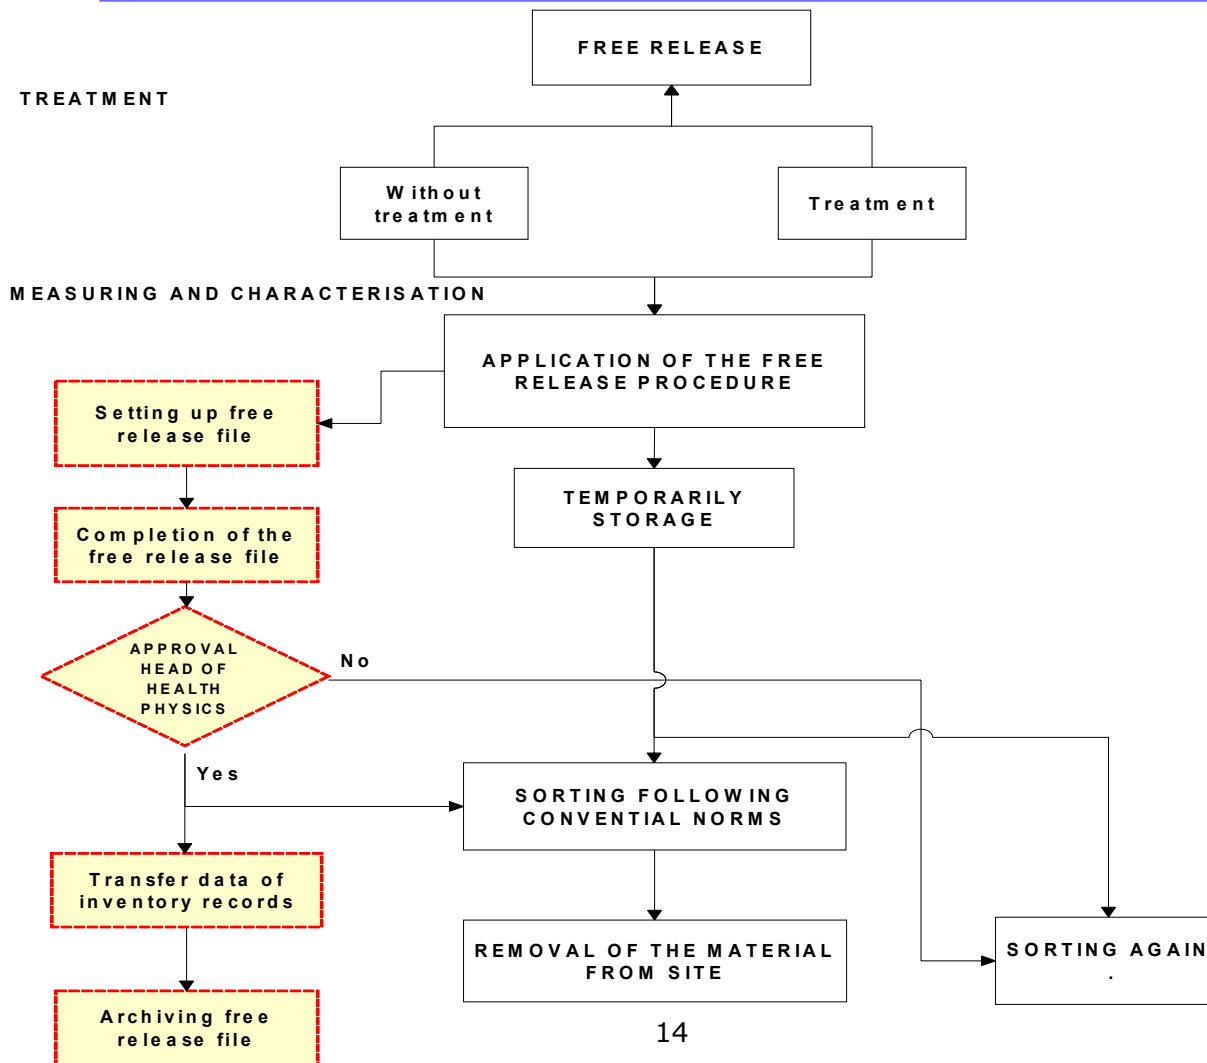 FREE RELEASE
TREATMENT
Without
treatment
Treatment
MEASURING AND CHARACTERISATION
APPLICATION OF THE FREE
RELEASE PROCEDURE
Setting up free
release file
TEMPORARILY
STORAGE
Completion of the
free release file
APPROVAL
HEAD OF
HEALTH
PHYSICS
No
Yes
SORTING FOLLOWING
CONVENTIAL NORMS
Transfer data of
inventory records
REMOVAL OF THE MATERIAL
FROM SITE
SORTING AGAIN
.
Archiving free
release file
14